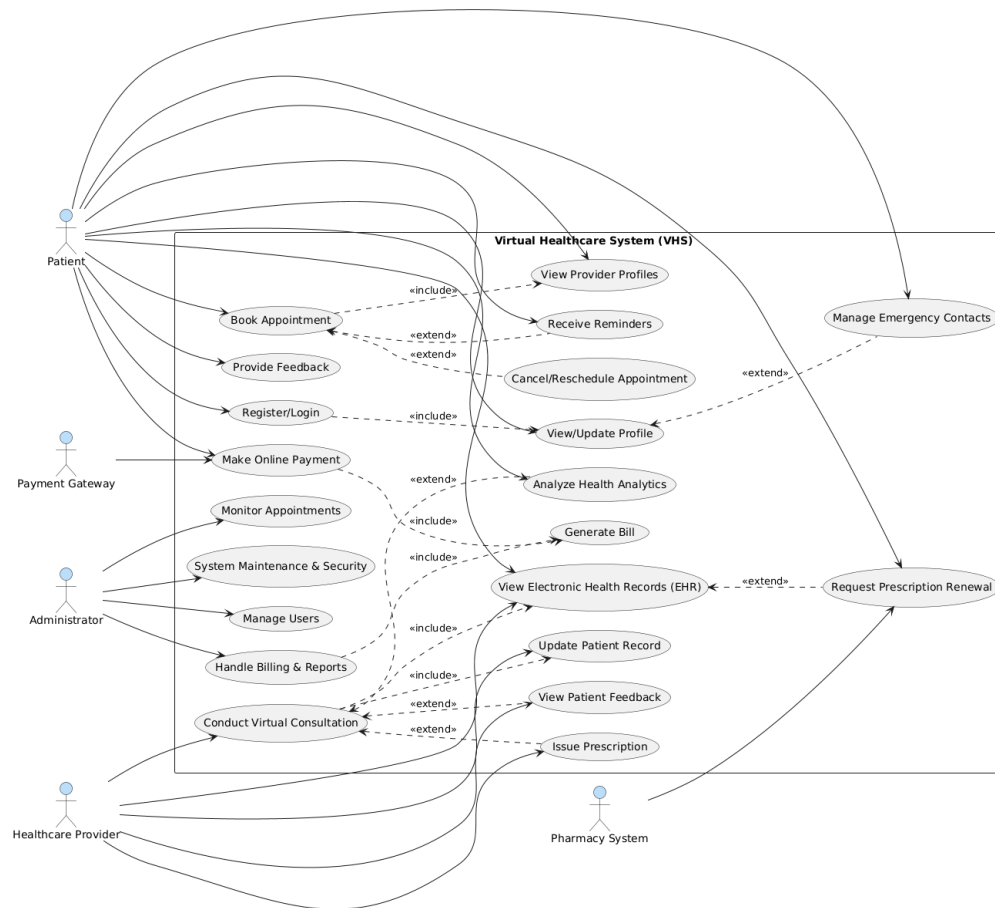 Virtual Healthcare System (VHS)
Patient
View Provider Profiles
«include»
Book Appointment
Receive Reminders
Manage Emergency Contacts
«extend»
«extend»
Provide Feedback
Cancel/Reschedule Appointment
«extend»
Register/Login
«include»
View/Update Profile
Payment Gateway
Make Online Payment
«extend»
Analyze Health Analytics
Monitor Appointments
«include»
Generate Bill
«include»
System Maintenance & Security
View Electronic Health Records (EHR)
«extend»
Request Prescription Renewal
Administrator
Manage Users
«include»
Update Patient Record
Handle Billing & Reports
«include»
View Patient Feedback
«extend»
Conduct Virtual Consultation
«extend»
Issue Prescription
Healthcare Provider
Pharmacy System